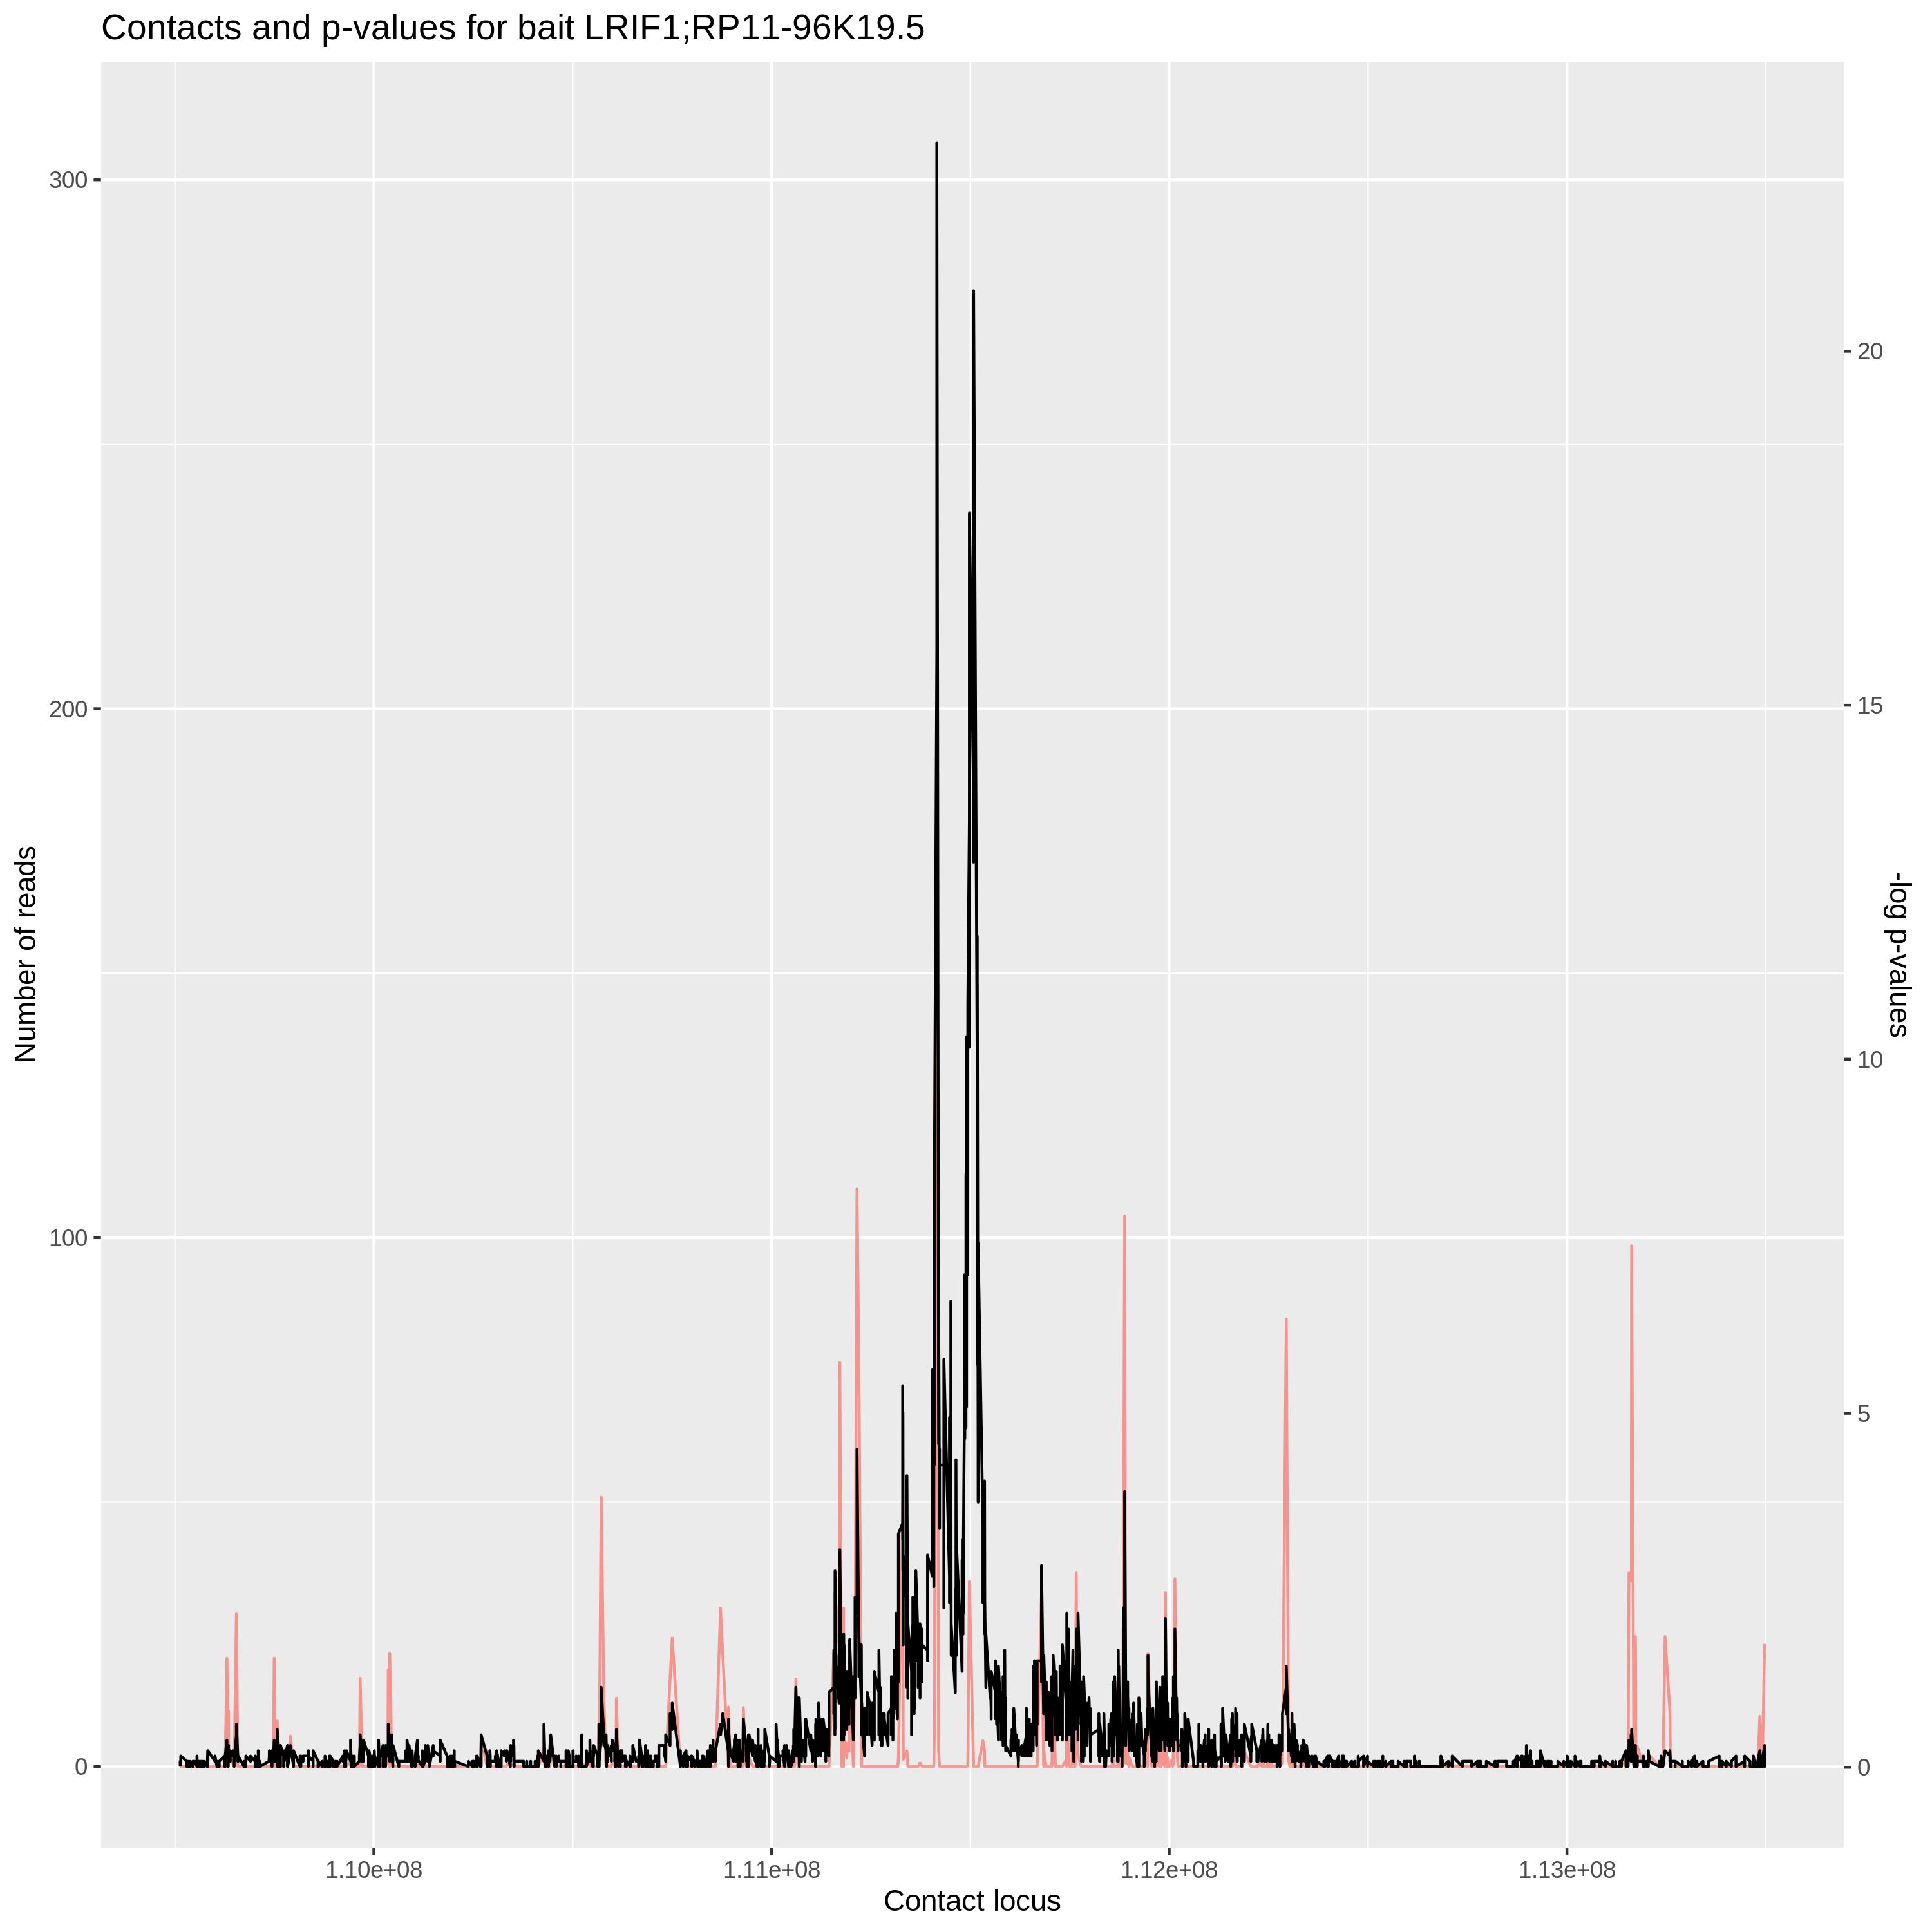 Contacts and p-values for bait LRIF1;RP11-96K19.5
300
200
100
0
Number of reads
20
15
10
5
0
-log p-values
1.10e+08
1.11e+08
1.12e+08
1.13e+08
Contact locus